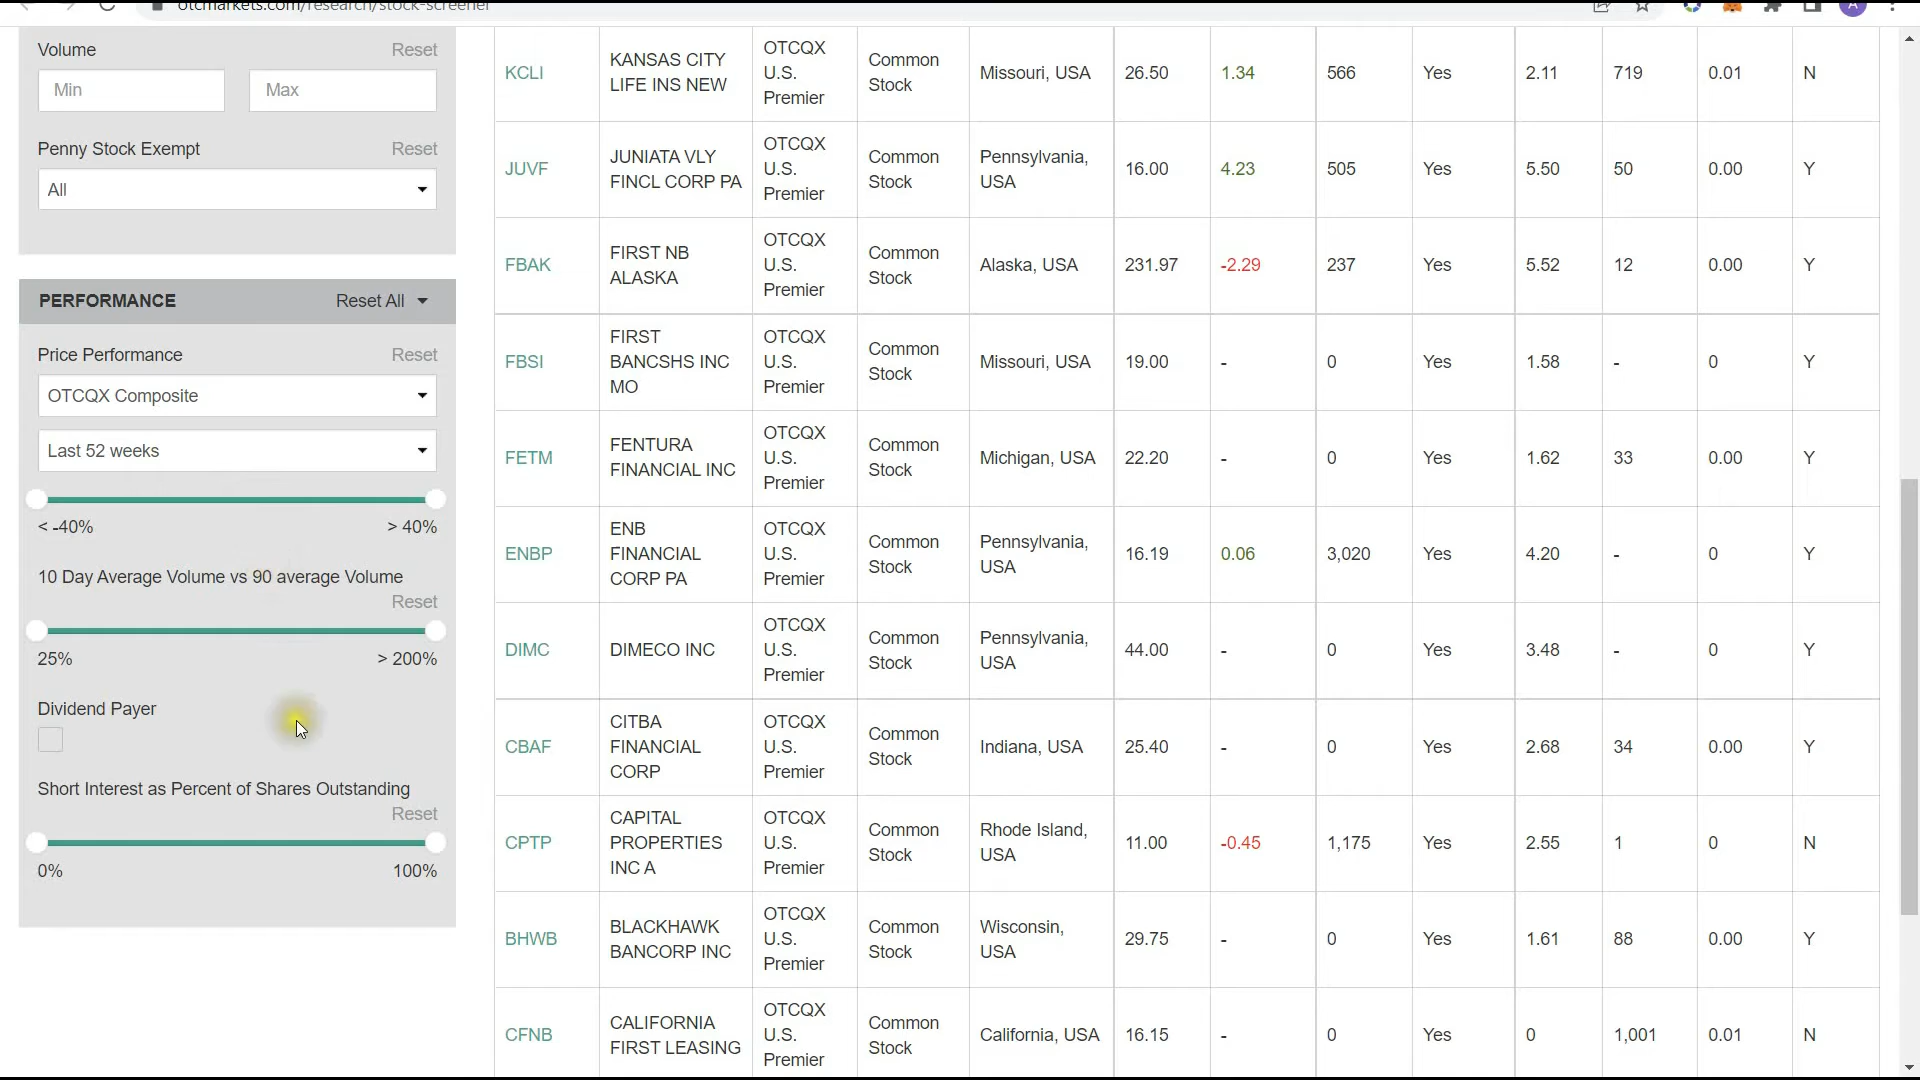 otcmarkets.com/research/stock-screener
A
Volume Reset
Min Max
Penny Stock Exempt Reset
All
PERFORMANCE Reset All
Price Performance Reset
OTCQX Composite
Last 52 weeks
< -40% > 40%
10 Day Average Volume vs 90 average Volume
Reset
25% > 200%
Dividend Payer
Short Interest as Percent of Shares Outstanding
Reset
0% 100%
KCLI KANSAS CITY LIFE INS NEW OTCQX U.S. Premier Common Stock Missouri, USA 26.50 1.34 566 Yes 2.11 719 0.01 N
JUVF JUNIATA VLY FINCL CORP PA OTCQX U.S. Premier Common Stock Pennsylvania, USA 16.00 4.23 505 Yes 5.50 50 0.00 Y
FBAK FIRST NB ALASKA OTCQX U.S. Premier Common Stock Alaska, USA 231.97 -2.29 237 Yes 5.52 12 0.00 Y
FBSI FIRST BANCSHS INC MO OTCQX U.S. Premier Common Stock Missouri, USA 19.00 - 0 Yes 1.58 - 0 Y
FETM FENTURA FINANCIAL INC OTCQX U.S. Premier Common Stock Michigan, USA 22.20 - 0 Yes 1.62 33 0.00 Y
ENBP ENB FINANCIAL CORP PA OTCQX U.S. Premier Common Stock Pennsylvania, USA 16.19 0.06 3,020 Yes 4.20 - 0 Y
DIMC DIMECO INC OTCQX U.S. Premier Common Stock Pennsylvania, USA 44.00 - 0 Yes 3.48 - 0 Y
CBAF CITBA FINANCIAL CORP OTCQX U.S. Premier Common Stock Indiana, USA 25.40 - 0 Yes 2.68 34 0.00 Y
CPTP CAPITAL PROPERTIES INC A OTCQX U.S. Premier Common Stock Rhode Island, USA 11.00 -0.45 1,175 Yes 2.55 1 0 N
BHWB BLACKHAWK BANCORP INC OTCQX U.S. Premier Common Stock Wisconsin, USA 29.75 - 0 Yes 1.61 88 0.00 Y
CFNB CALIFORNIA FIRST LEASING OTCQX U.S. Premier Common Stock California, USA 16.15 - 0 Yes 0 1,001 0.01 N